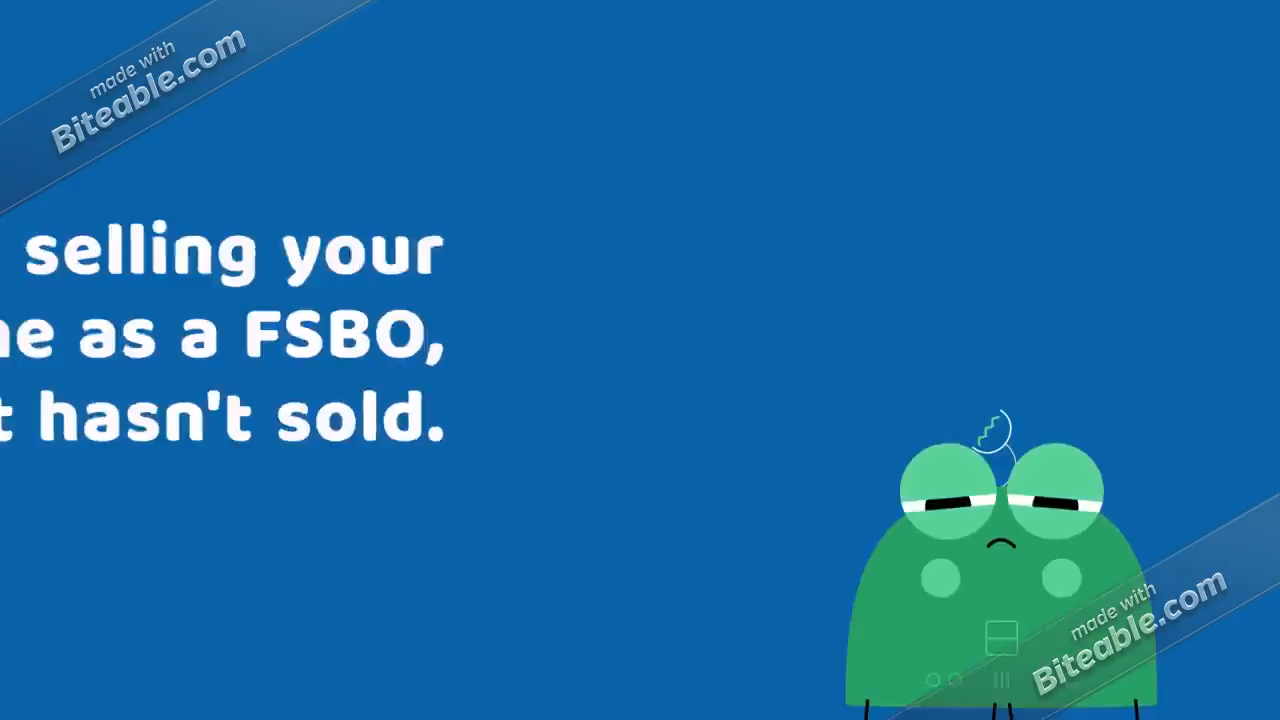 made with
Biteable.com
selling your
as a FSBO,
hasn't sold.
made with
Biteable.com